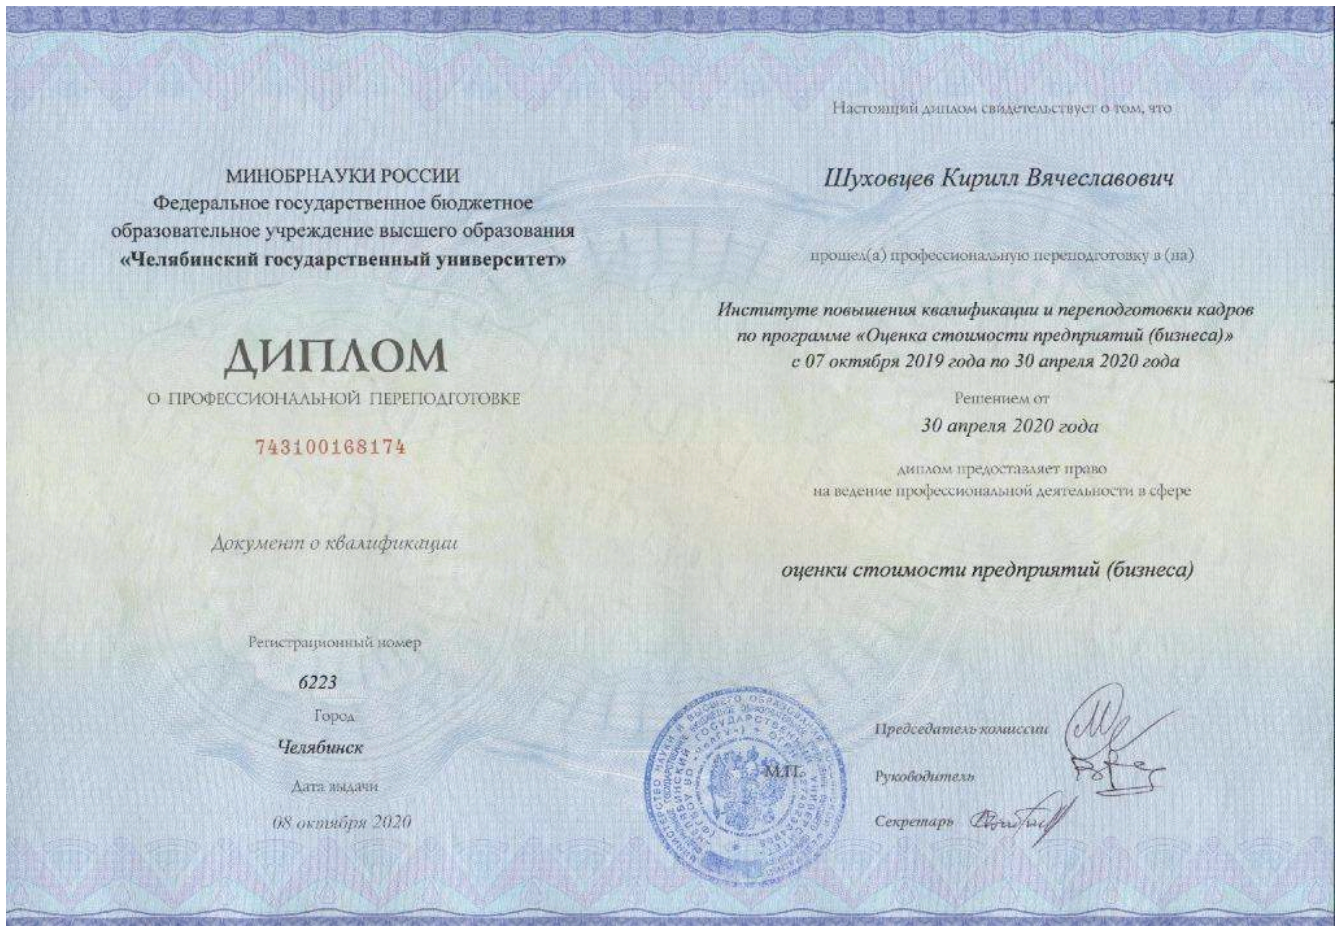 МИНОБРНАУКИ РОССИИ
Федеральное государственное бюджетное
образовательное учреждение высшего образования
«Челябинский государственный университет»
ДИПЛОМ
О ПРОФЕССИОНАЛЬНОЙ ПЕРЕПОДГОТОВКЕ
743100168174
Документ о квалификации
Регистрационный номер
6223
Город
Челябинск
Дата выдачи
08 октября 2020
Настоящий диплом свидетельствует о том, что
Шуховцев Кирилл Вячеславович
прошел(а) профессиональную переподготовку в (на)
Институте повышения квалификации и переподготовки кадров
по программе «Оценка стоимости предприятий (бизнеса)»
с 07 октября 2019 года по 30 апреля 2020 года
Решением от
30 апреля 2020 года
диплом предоставляет право
на ведение профессиональной деятельности в сфере
оценки стоимости предприятий (бизнеса)
М.П.
Председатель комиссии
Руководитель
Секретарь